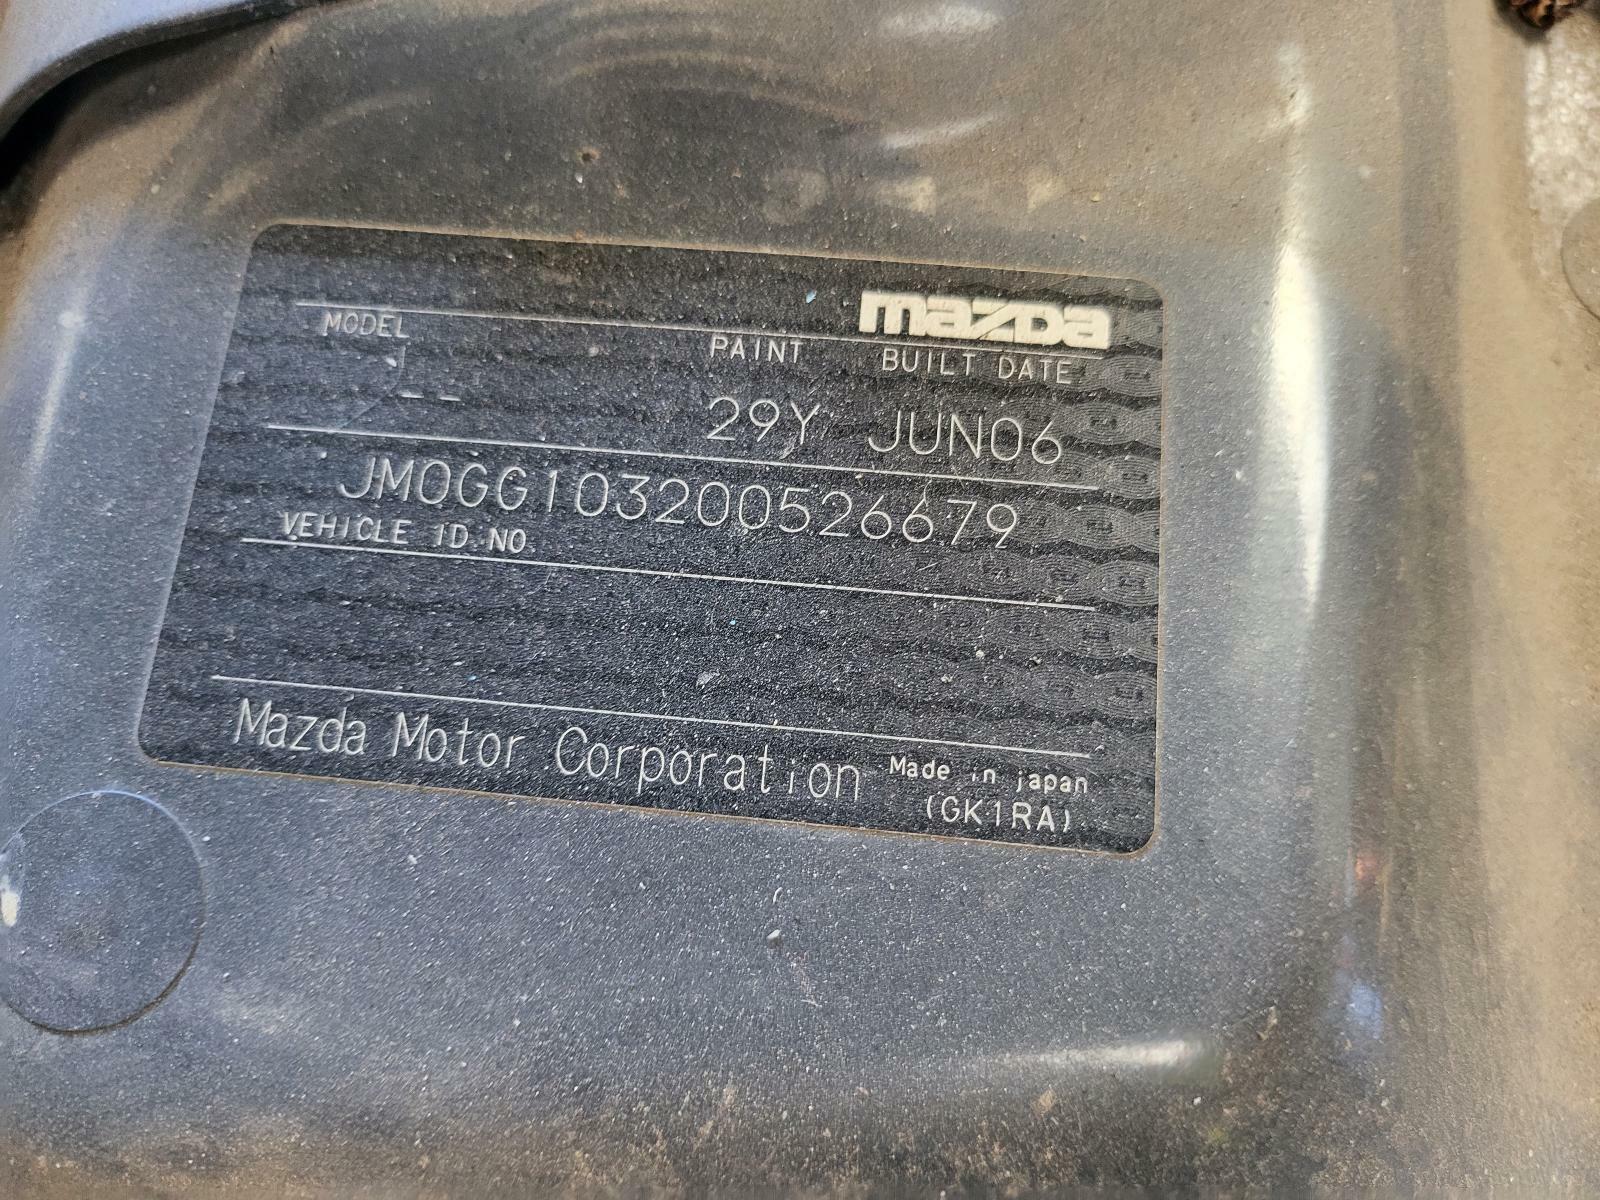 mazda
MODEL PAINT BUILT DATE
-- 29Y JUN06
JM0GG103200526679
VEHICLE ID NO.
Mazda Motor Corporation Made in japan
(GK1RA)